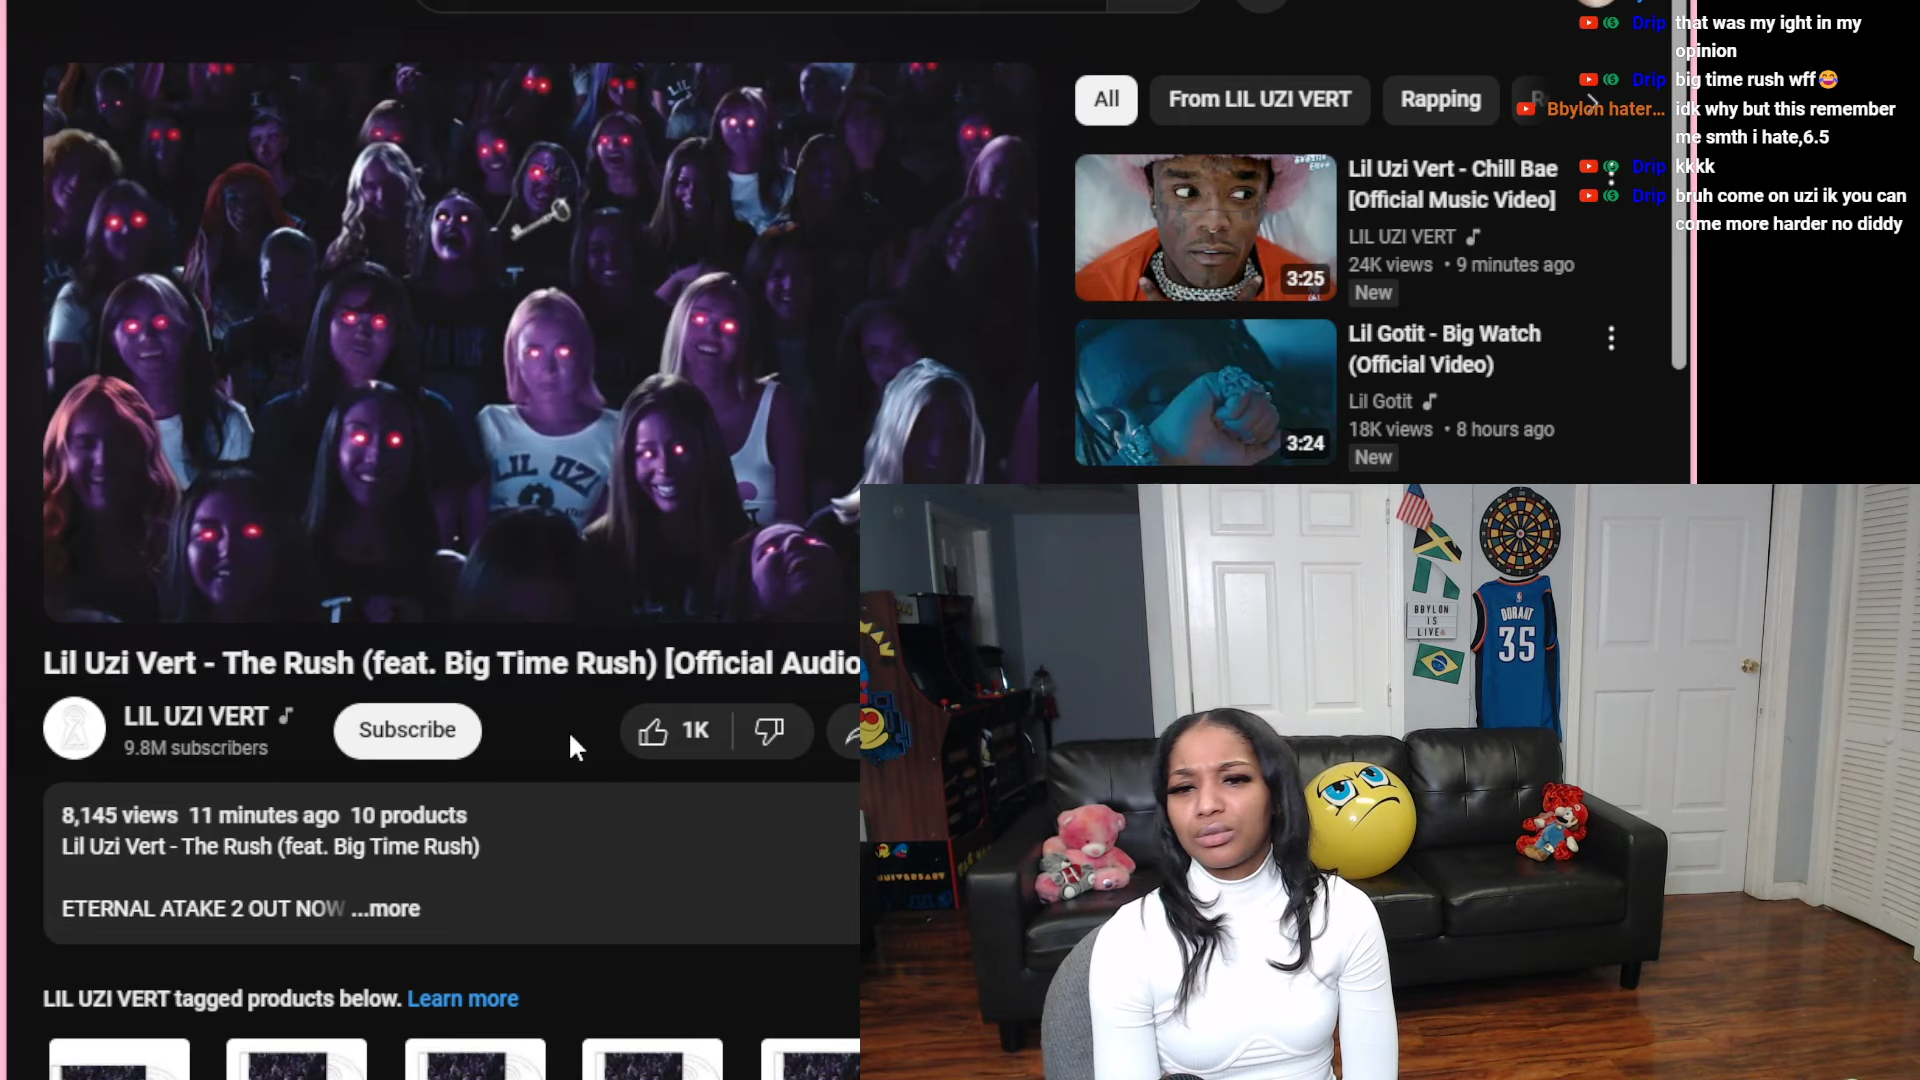 LIL UZI
Lil Uzi Vert - The Rush (feat. Big Time Rush) [Official Audio
LIL UZI VERT
9.8M subscribers
Subscribe
1K
8,145 views 11 minutes ago 10 products
Lil Uzi Vert - The Rush (feat. Big Time Rush)
ETERNAL ATAKE 2 OUT NOW ...more
LIL UZI VERT tagged products below. Learn more
All
From LIL UZI VERT
Rapping
Lil Uzi Vert - Chill Bae
[Official Music Video]
LIL UZI VERT
24K views • 9 minutes ago
New
3:25
Lil Gotit - Big Watch
(Official Video)
Lil Gotit
18K views • 8 hours ago
New
3:24
Drip that was my ight in my
opinion
Drip big time rush wff😂
Bbylon hater... idk why but this remember
me smth i hate,6.5
Drip kkkk
Drip bruh come on uzi ik you can
come more harder no diddy
BBYLON
IS
LIVE
DURANT
35